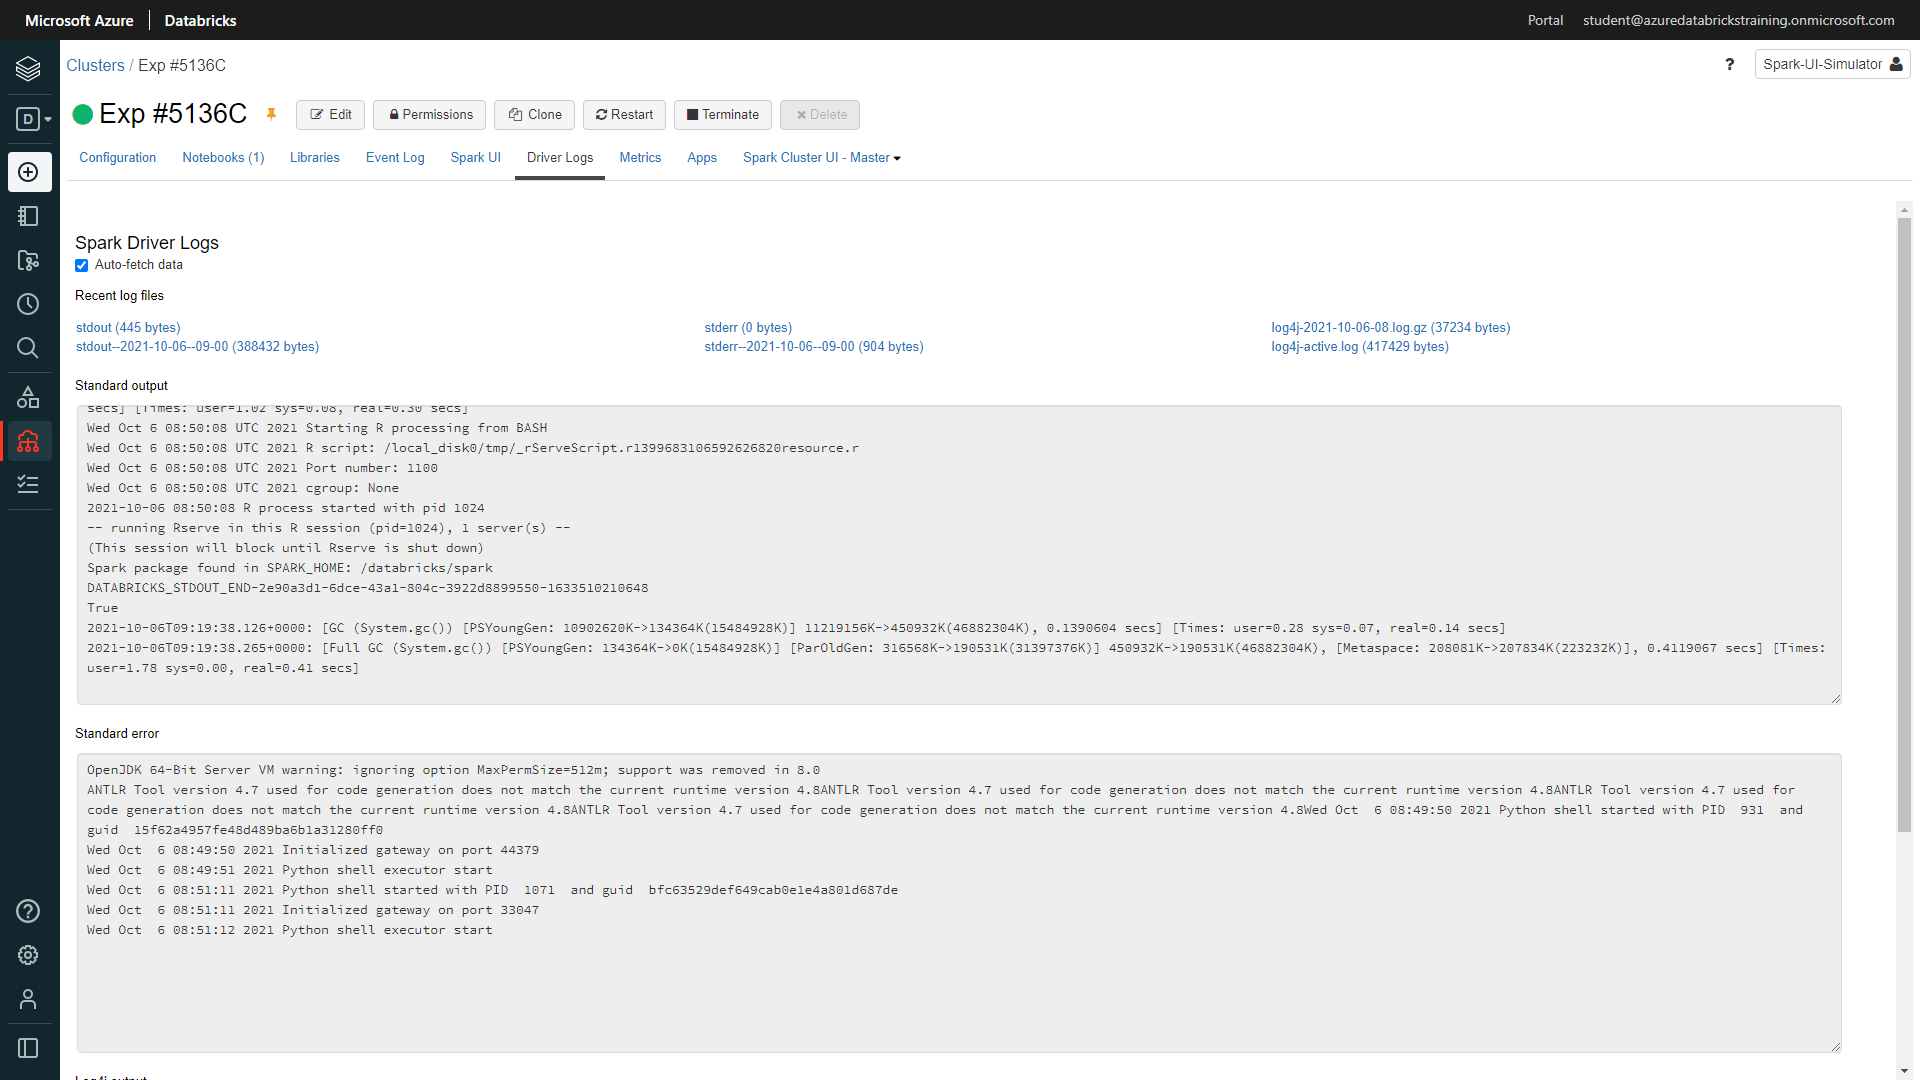 Microsoft Azure Databricks Portal student@azuredatabrickstraining.onmicrosoft.com
Clusters / Exp #5136C ? Spark-UI-Simulator
D
Exp #5136C Edit Permissions Clone Restart Terminate Delete
Configuration Notebooks (1) Libraries Event Log Spark UI Driver Logs Metrics Apps Spark Cluster UI - Master
Spark Driver Logs
Auto-fetch data
Recent log files
stdout (445 bytes) stderr (0 bytes) log4j-2021-10-06-08.log.gz (37234 bytes)
stdout--2021-10-06--09-00 (388432 bytes) stderr--2021-10-06--09-00 (904 bytes) log4j-active.log (417429 bytes)
Standard output
secs] [Times: user=1.02 sys=0.08, real=0.30 secs]
Wed Oct 6 08:50:08 UTC 2021 Starting R processing from BASH
Wed Oct 6 08:50:08 UTC 2021 R script: /local_disk0/tmp/_rServeScript.r1399683106592626820resource.r
Wed Oct 6 08:50:08 UTC 2021 Port number: 1100
Wed Oct 6 08:50:08 UTC 2021 cgroup: None
2021-10-06 08:50:08 R process started with pid 1024
-- running Rserve in this R session (pid=1024), 1 server(s) --
(This session will block until Rserve is shut down)
Spark package found in SPARK_HOME: /databricks/spark
DATABRICKS_STDOUT_END-2e90a3d1-6dce-43a1-804c-3922d8899550-1633510210648
True
2021-10-06T09:19:38.126+0000: [GC (System.gc()) [PSYoungGen: 10902620K->134364K(15484928K)] 11219156K->450932K(46882304K), 0.1390604 secs] [Times: user=0.28 sys=0.07, real=0.14 secs]
2021-10-06T09:19:38.265+0000: [Full GC (System.gc()) [PSYoungGen: 134364K->0K(15484928K)] [ParOldGen: 316568K->190531K(31397376K)] 450932K->190531K(46882304K), [Metaspace: 208081K->207834K(223232K)], 0.4119067 secs] [Times:
user=1.78 sys=0.00, real=0.41 secs]
Standard error
OpenJDK 64-Bit Server VM warning: ignoring option MaxPermSize=512m; support was removed in 8.0
ANTLR Tool version 4.7 used for code generation does not match the current runtime version 4.8ANTLR Tool version 4.7 used for code generation does not match the current runtime version 4.8ANTLR Tool version 4.7 used for
code generation does not match the current runtime version 4.8ANTLR Tool version 4.7 used for code generation does not match the current runtime version 4.8Wed Oct  6 08:49:50 2021 Python shell started with PID  931  and
guid  15f62a4957fe48d489ba6b1a31280ff0
Wed Oct  6 08:49:50 2021 Initialized gateway on port 44379
Wed Oct  6 08:49:51 2021 Python shell executor start
Wed Oct  6 08:51:11 2021 Python shell started with PID  1071  and guid  bfc63529def649cab0e1e4a801d687de
Wed Oct  6 08:51:11 2021 Initialized gateway on port 33047
Wed Oct  6 08:51:12 2021 Python shell executor start
Log4j output